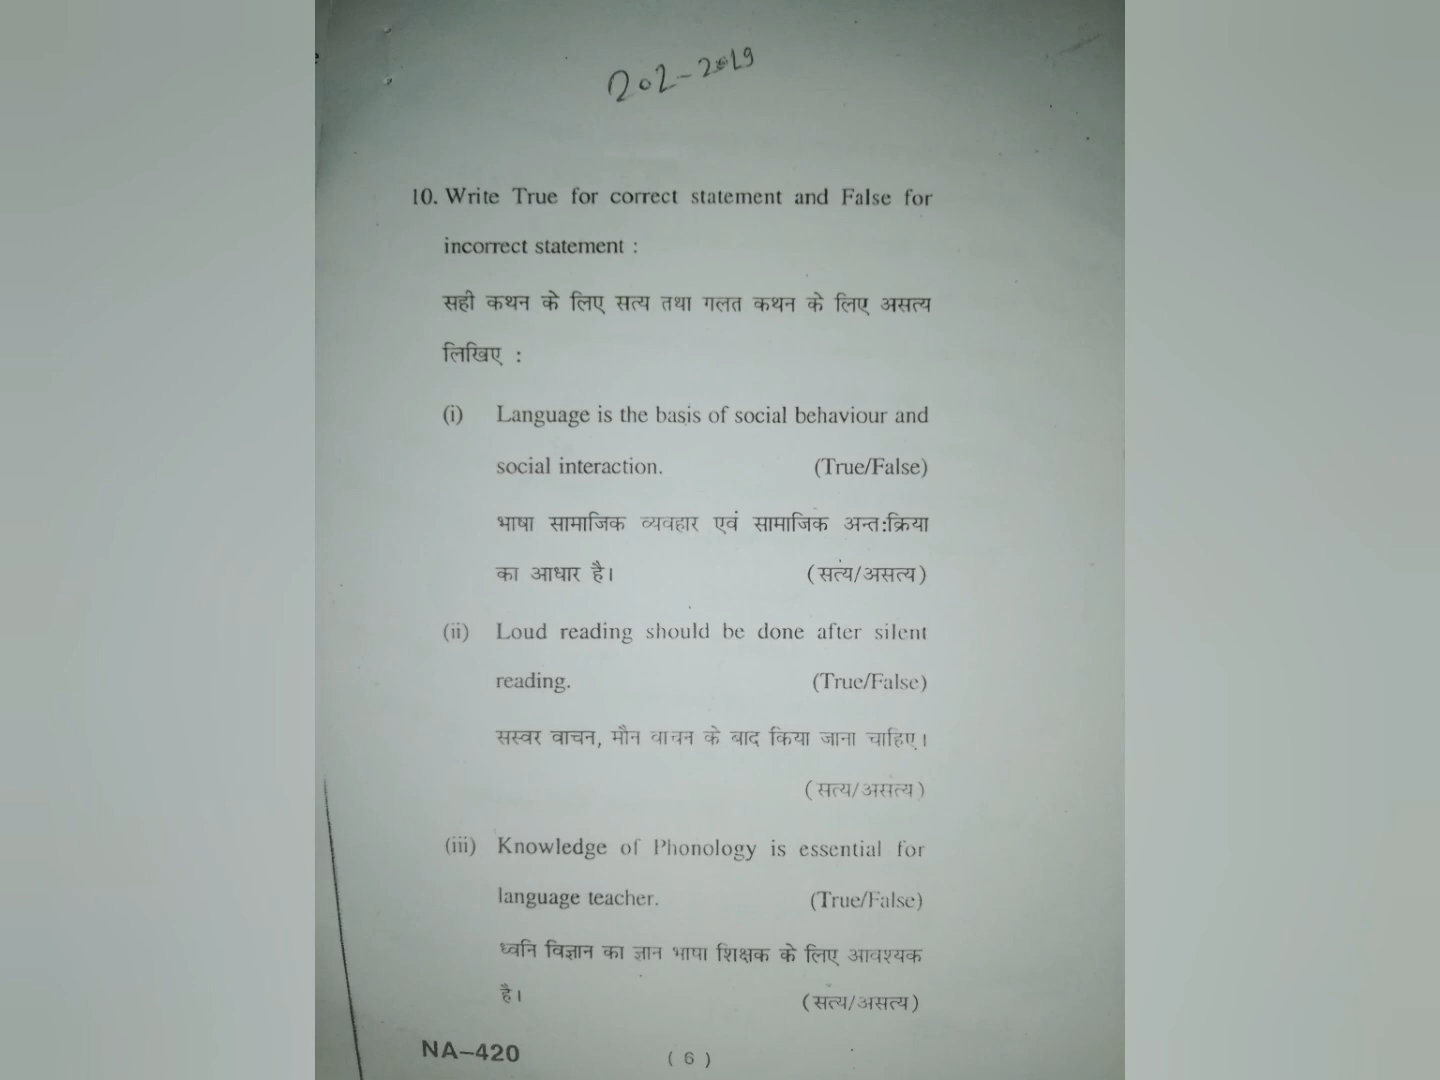 202-2019
10. Write True for correct statement and False for
incorrect statement :
सही कथन के लिए सत्य तथा गलत कथन के लिए असत्य
लिखिए :
(i) Language is the basis of social behaviour and
social interaction. (True/False)
भाषा सामाजिक व्यवहार एवं सामाजिक अन्त:क्रिया
का आधार है। (सत्य/असत्य)
(ii) Loud reading should be done after silent
reading. (True/False)
सस्वर वाचन, मौन वाचन के बाद किया जाना चाहिए।
(सत्य/असत्य)
(iii) Knowledge of Phonology is essential for
language teacher. (True/False)
ध्वनि विज्ञान का ज्ञान भाषा शिक्षक के लिए आवश्यक
है। (सत्य/असत्य)
NA–420 ( 6 )